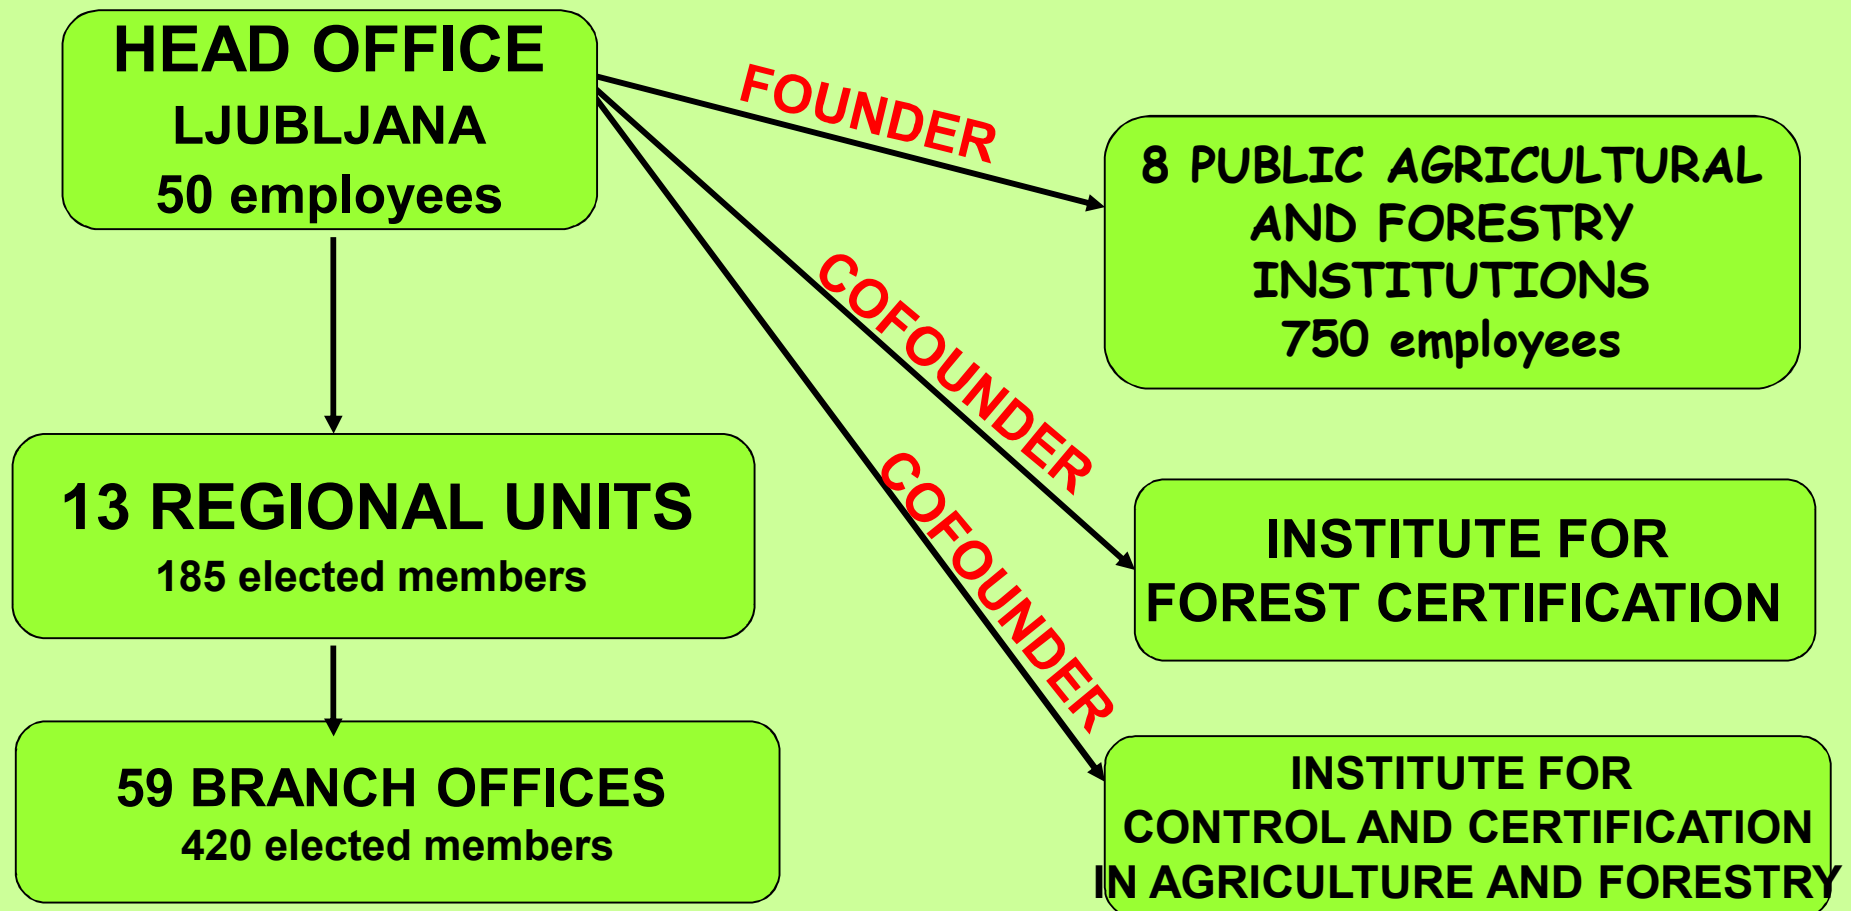 HEAD OFFICE
LJUBLJANA
50 employees
FOUNDER
8 PUBLIC AGRICULTURAL
AND FORESTRY
INSTITUTIONS
750 employees
COFOUNDER
COFOUNDER
13 REGIONAL UNITS
185 elected members
INSTITUTE FOR
FOREST CERTIFICATION
59 BRANCH OFFICES
420 elected members
INSTITUTE FOR
CONTROL AND CERTIFICATION
IN AGRICULTURE AND FORESTRY